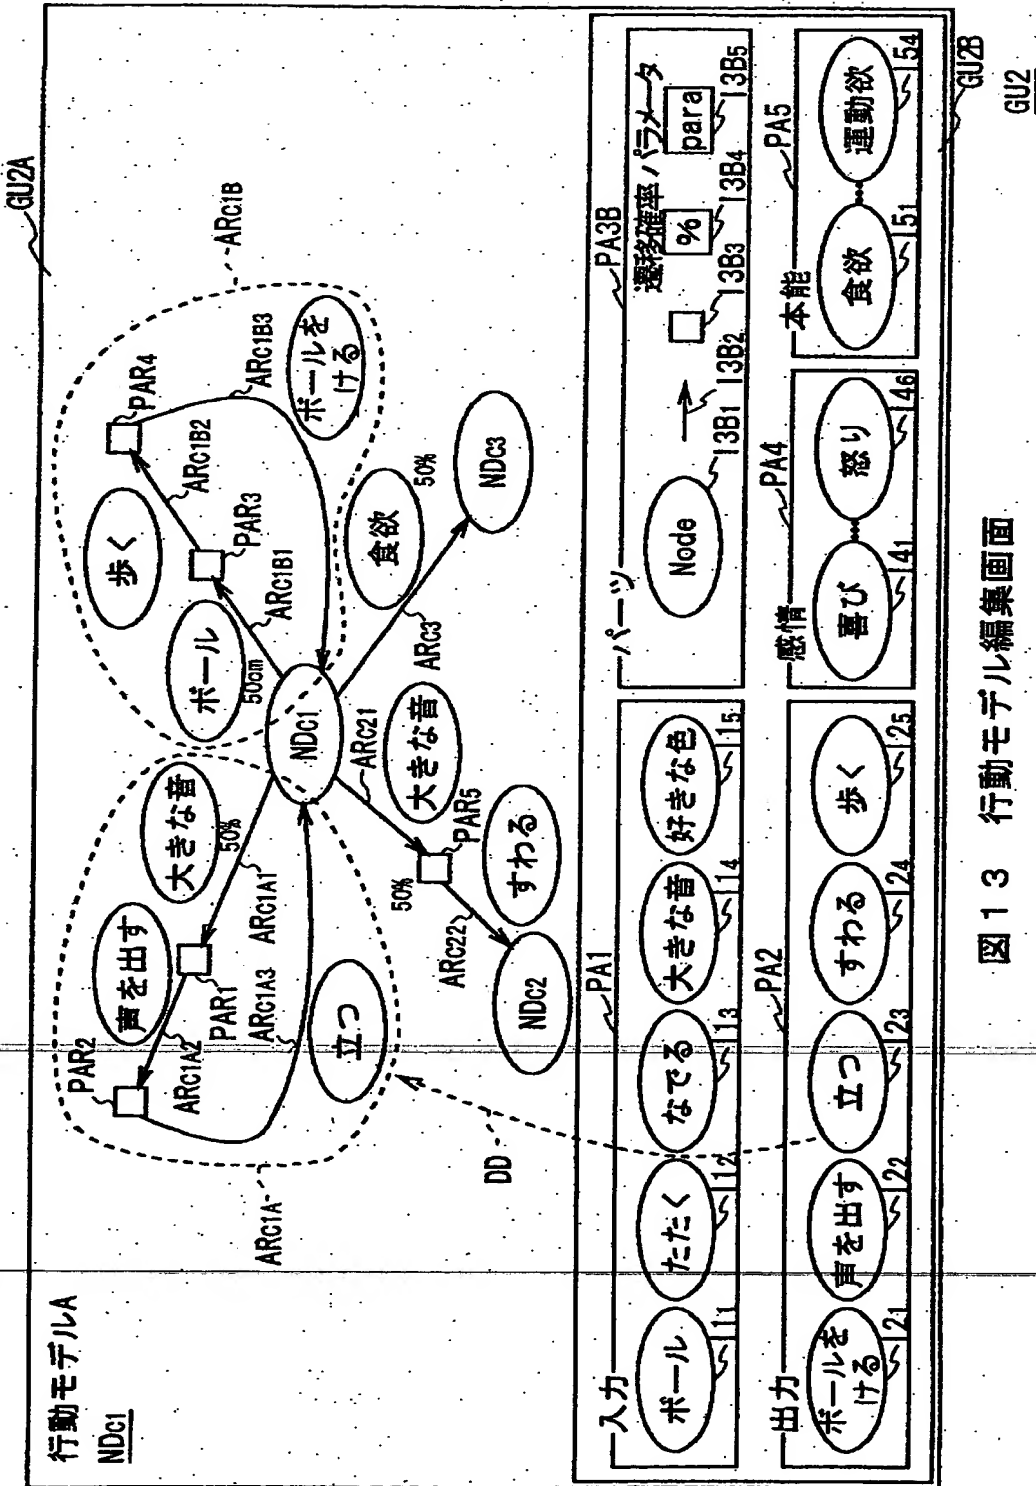 GU2A
行動モデルA
NDC1
PAR2
声を出す
大きな音
50%
ARC1A2
PAR1
ARC1A1
ARC1A3
立つ
ARC1A
歩く
PAR4
ARC1B
ボール
50cm
PAR3
ARC1B2
ARC1B1
ARC1B3
ボールを
ける
NDC1
ARC21
大きな音
PAR5
50%
すわる
ARC22
NDC2
ARC3
食欲
50%
NDC3
DD
入力
PA1
ボール
11
たたく
12
なでる
13
大きな音
14
好きな色
15
パーツ
PA3B
Node
13B1
13B2
13B3
遷移確率
%
13B4
パラメータ
para
13B5
出力
PA2
ボールを
ける
21
声を出す
22
立つ
23
すわる
24
歩く
25
感情
PA4
喜び
41
怒り
46
本能
PA5
食欲
51
運動欲
54
GU2B
GU2
図13 行動モデル編集画面